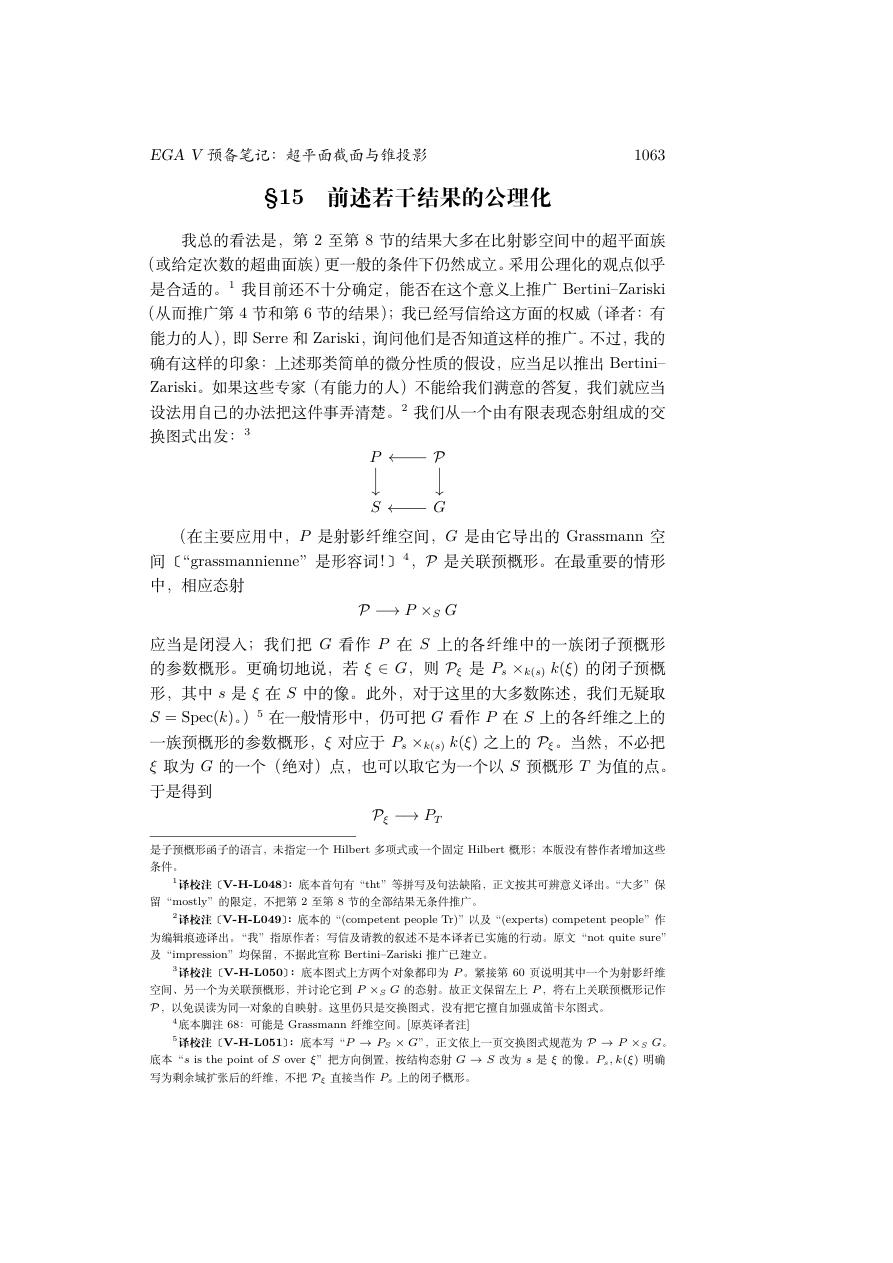 EGA V 预备笔记：超平面截面与锥投影 1063
§15 前述若干结果的公理化
我总的看法是，第 2 至第 8 节的结果大多在比射影空间中的超平面族
（或给定次数的超曲面族）更一般的条件下仍然成立。采用公理化的观点似乎
是合适的。¹ 我目前还不十分确定，能否在这个意义上推广 Bertini–Zariski
（从而推广第 4 节和第 6 节的结果）；我已经写信给这方面的权威（译者：有
能力的人），即 Serre 和 Zariski，询问他们是否知道这样的推广。不过，我的
确有这样的印象：上述那类简单的微分性质的假设，应当足以推出 Bertini–
Zariski。如果这些专家（有能力的人）不能给我们满意的答复，我们就应当
设法用自己的办法把这件事弄清楚。² 我们从一个由有限表现态射组成的交
换图式出发：³
P ← 𝒫
↓ ↓
S ← G
（在主要应用中，P 是射影纤维空间，G 是由它导出的 Grassmann 空
间〔“grassmannienne” 是形容词！〕⁴，𝒫 是关联预概形。在最重要的情形
中，相应态射
𝒫 ⟶ P ×_S G
应当是闭浸入；我们把 G 看作 P 在 S 上的各纤维中的一族闭子预概形
的参数概形。更确切地说，若 ξ ∈ G，则 𝒫_ξ 是 P_s ×_{k(s)} k(ξ) 的闭子预概
形，其中 s 是 ξ 在 S 中的像。此外，对于这里的大多数陈述，我们无疑取
S = Spec(k)。）⁵ 在一般情形中，仍可把 G 看作 P 在 S 上的各纤维之上的
一族预概形的参数概形，ξ 对应于 P_s ×_{k(s)} k(ξ) 之上的 𝒫_ξ。当然，不必把
ξ 取为 G 的一个（绝对）点，也可以取它为一个以 S 预概形 T 为值的点。
于是得到
𝒫_ξ ⟶ P_T
是子预概形函子的语言，未指定一个 Hilbert 多项式或一个固定 Hilbert 概形；本版没有替作者增加这些
条件。
¹译校注〔V-H-L048〕：底本首句有 “tht” 等拼写及句法缺陷，正文按其可辨意义译出。“大多” 保
留 “mostly” 的限定，不把第 2 至第 8 节的全部结果无条件推广。
²译校注〔V-H-L049〕：底本的 “(competent people Tr)” 以及 “(experts) competent people” 作
为编辑痕迹译出。“我” 指原作者；写信及请教的叙述不是本译者已实施的行动。原文 “not quite sure”
及 “impression” 均保留，不据此宣称 Bertini–Zariski 推广已建立。
³译校注〔V-H-L050〕：底本图式上方两个对象都印为 P。紧接第 60 页说明其中一个为射影纤维
空间、另一个为关联预概形，并讨论它到 P ×_S G 的态射。故正文保留左上 P，将右上关联预概形记作
𝒫，以免误读为同一对象的自映射。这里仍只是交换图式，没有把它擅自加强成笛卡尔图式。
⁴底本脚注 68：可能是 Grassmann 纤维空间。[原英译者注]
⁵译校注〔V-H-L051〕：底本写 “P → P_S × G”，正文依上一页交换图式规范为 𝒫 → P ×_S G。
底本 “s is the point of S over ξ” 把方向倒置，按结构态射 G → S 改为 s 是 ξ 的像。P_s, k(ξ) 明确
写为剩余域扩张后的纤维，不把 𝒫_ξ 直接当作 P_s 上的闭子概形。